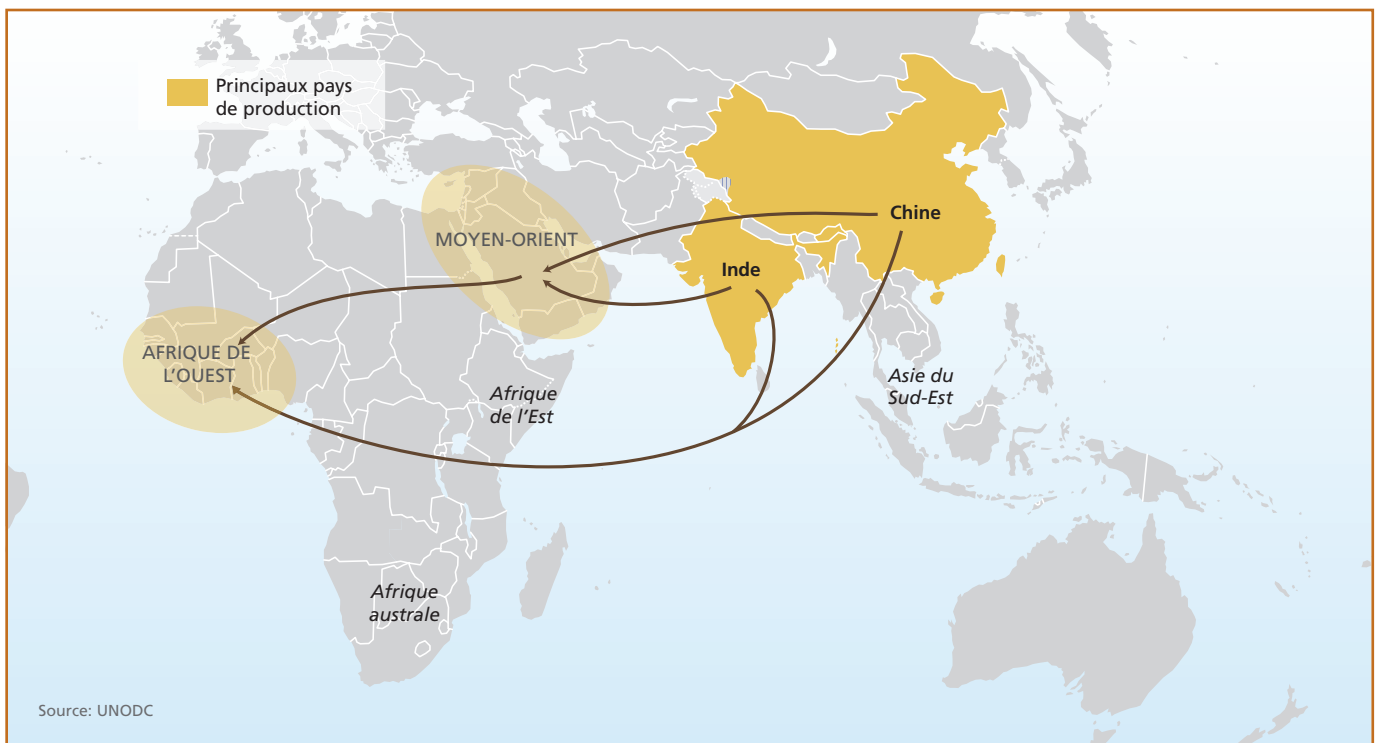 Principaux pays
de production
Chine
MOYEN-ORIENT
Inde
AFRIQUE DE
L'OUEST
Afrique
de l'Est
Asie du
Sud-Est
Afrique
australe
Source: UNODC